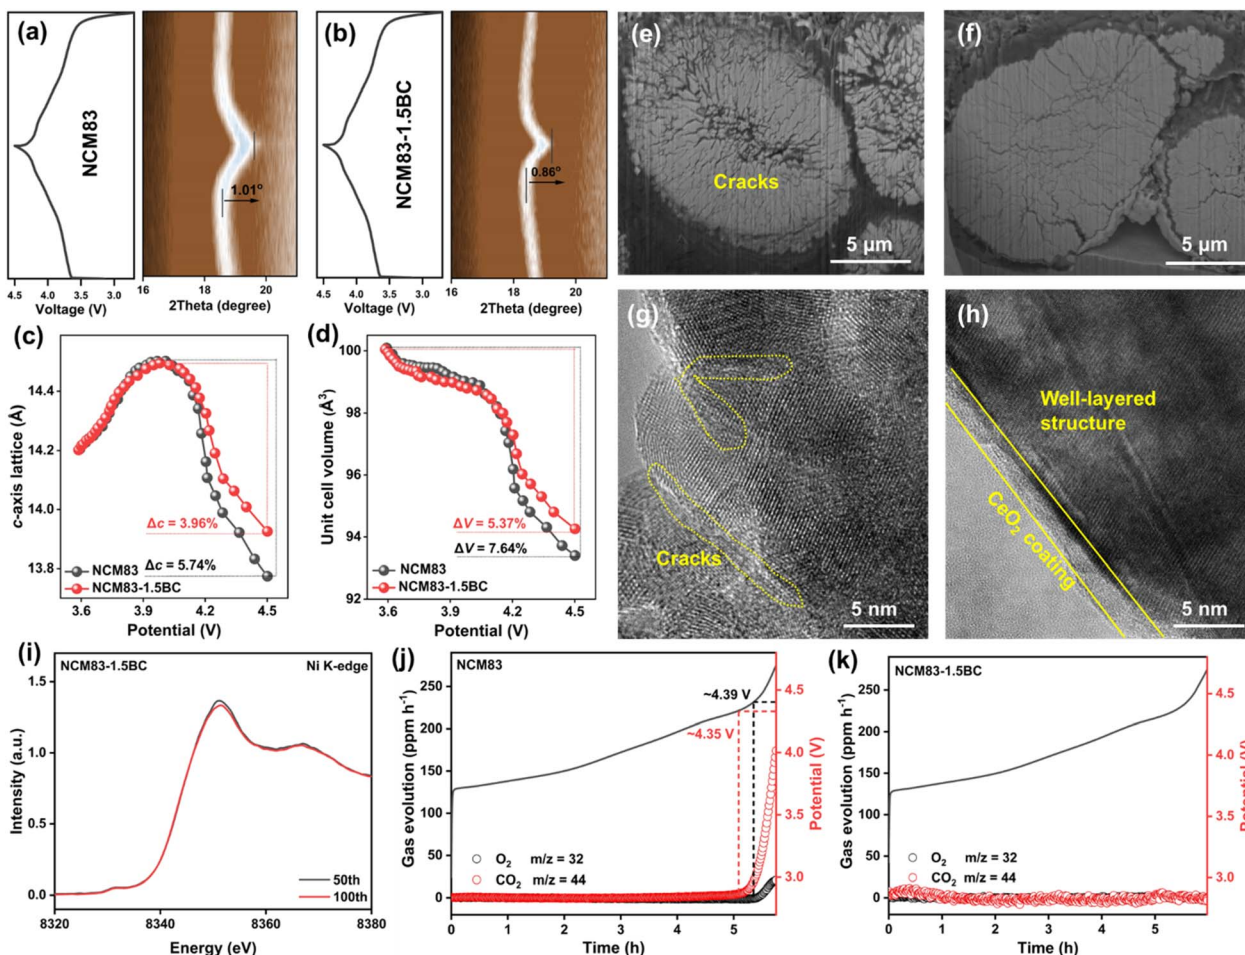 (a)
NCM83
4.5 4.0 3.5 3.0
Voltage (V)
1.01°
16 18 20
2Theta (degree)
(b)
NCM83-1.5BC
4.5 4.0 3.5 3.0
Voltage (V)
0.86°
16 18 20
2Theta (degree)
(c)
c-axis lattice (Å)
14.4
14.2
14.0
13.8
Δc = 3.96%
Δc = 5.74%
NCM83
NCM83-1.5BC
3.6 3.9 4.2 4.5
Potential (V)
(d)
Unit cell volume (Å³)
100
98
96
94
92
ΔV = 5.37%
ΔV = 7.64%
NCM83
NCM83-1.5BC
3.6 3.9 4.2 4.5
Potential (V)
(e)
Cracks
5 μm
(f)
5 μm
(g)
Cracks
5 nm
(h)
Well-layered
structure
CeO₂ coating
5 nm
(i)
NCM83-1.5BC Ni K-edge
Intensity (a.u.)
1.5
1.0
0.5
0.0
50th
100th
8320 8340 8360 8380
Energy (eV)
(j)
NCM83
Gas evolution (ppm h⁻¹)
250
200
150
100
50
0
~4.39 V
~4.35 V
O₂ m/z = 32
CO₂ m/z = 44
4.5
4.0
3.5
3.0
Potential (V)
0 1 2 3 4 5
Time (h)
(k)
NCM83-1.5BC
Gas evolution (ppm h⁻¹)
250
200
150
100
50
0
O₂ m/z = 32
CO₂ m/z = 44
4.5
4.0
3.5
3.0
Potential (V)
0 1 2 3 4 5
Time (h)